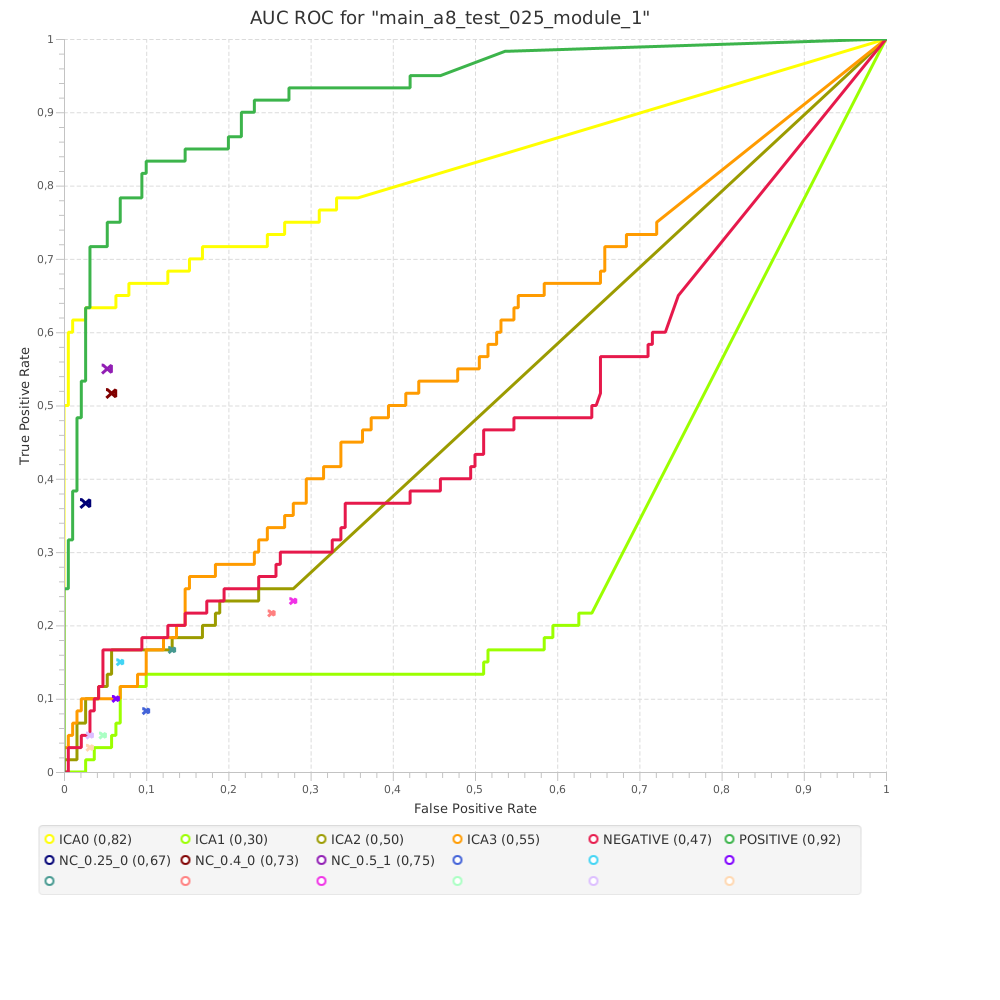 AUC ROC for "main_a8_test_025_module_1"
1
0,9
0,8
0,7
0,6
0,5
0,4
0,3
0,2
0,1
0
True Positive Rate
0 0,1 0,2 0,3 0,4 0,5 0,6 0,7 0,8 0,9 1
False Positive Rate
ICA0 (0,82) ICA1 (0,30) ICA2 (0,50) ICA3 (0,55) NEGATIVE (0,47) POSITIVE (0,92)
NC_0.25_0 (0,67) NC_0.4_0 (0,73) NC_0.5_1 (0,75)